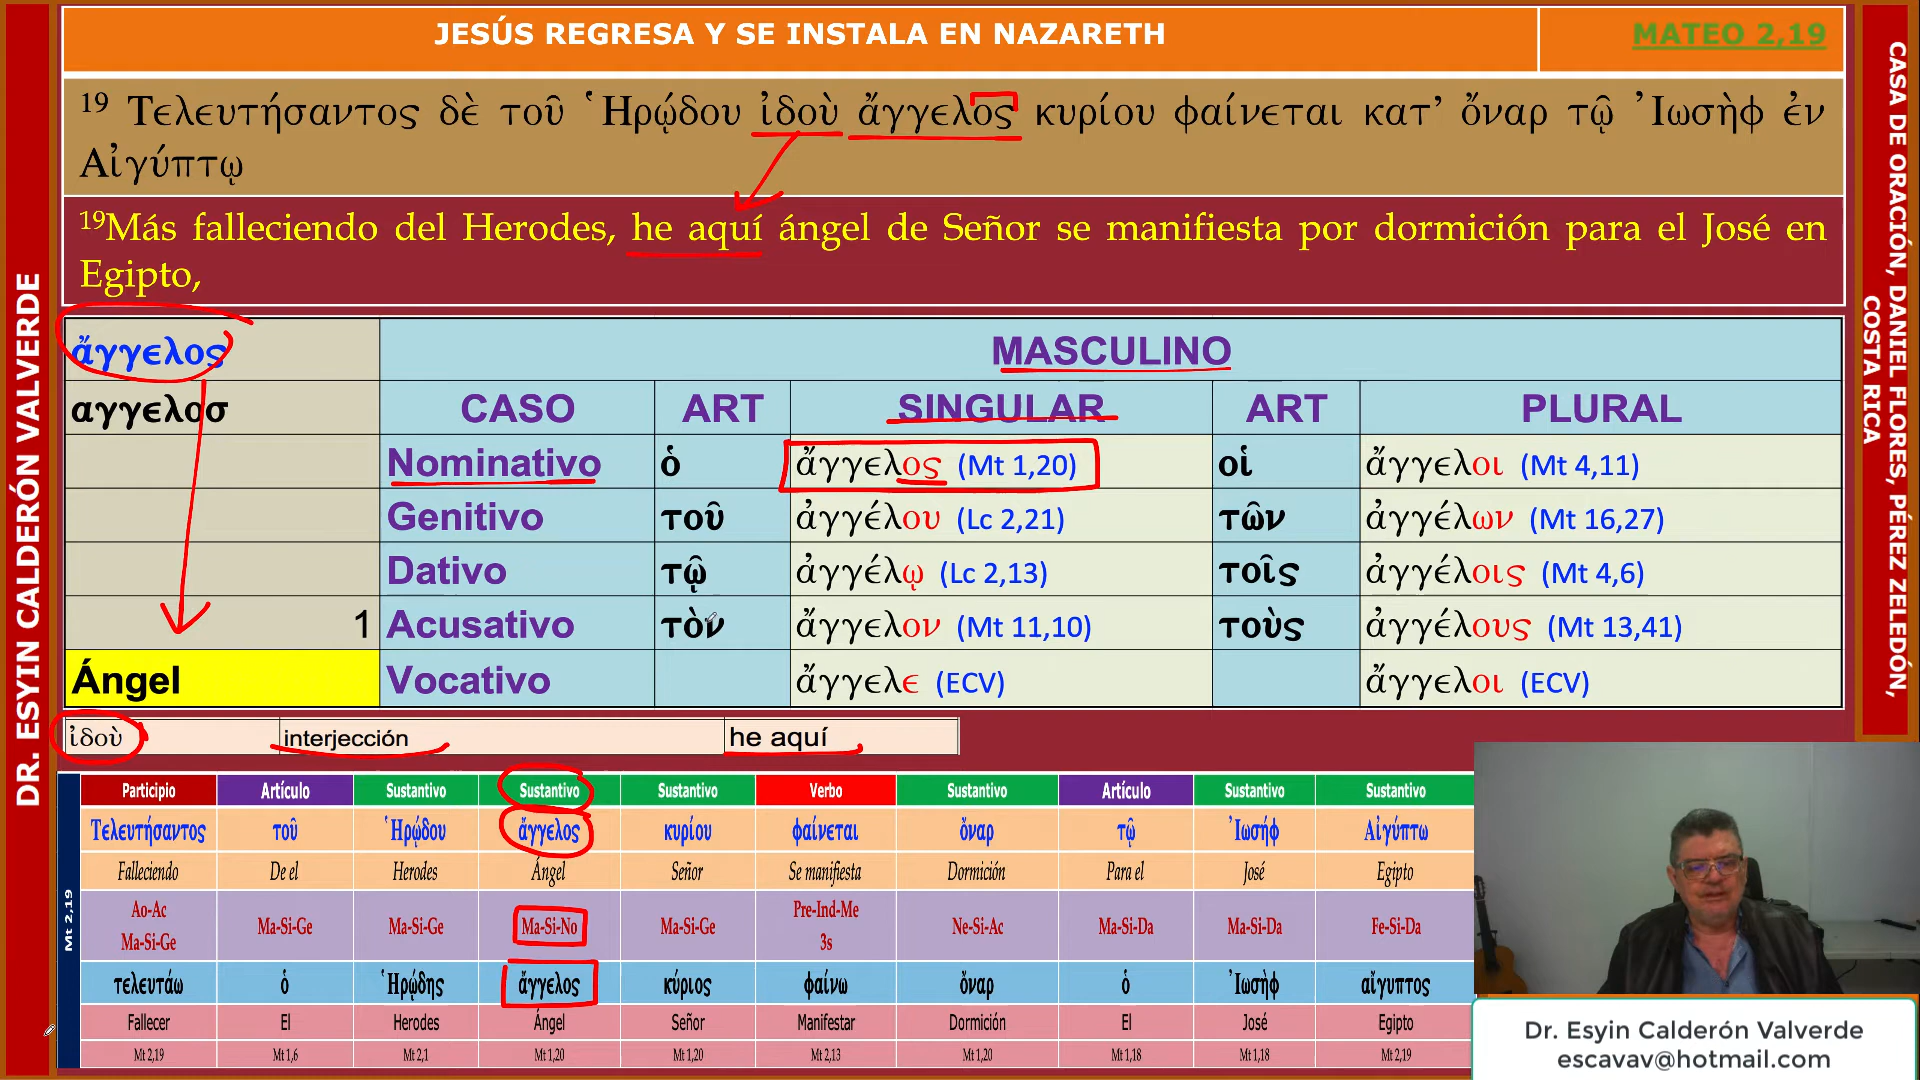 JESÚS REGRESA Y SE INSTALA EN NAZARETH
MATEO 2,19
19 Τελευτήσαντος δὲ τοῦ Ἡρῴδου ἰδοὺ ἄγγελος κυρίου φαίνεται κατ’ ὄναρ τῷ Ἰωσὴφ ἐν
Αἰγύπτῳ
19Más falleciendo del Herodes, he aquí ángel de Señor se manifiesta por dormición para el José en
Egipto,
DR. ESYIN CALDERÓN VALVERDE
CASA DE ORACIÓN, DANIEL FLORES, PÉREZ ZELEDÓN,
COSTA RICA
ἄγγελος MASCULINO
αγγελοσ CASO ART SINGULAR ART PLURAL
Nominativo ὁ ἄγγελος (Mt 1,20) οἱ ἄγγελοι (Mt 4,11)
Genitivo τοῦ ἀγγέλου (Lc 2,21) τῶν ἀγγέλων (Mt 16,27)
Dativo τῷ ἀγγέλῳ (Lc 2,13) τοῖς ἀγγέλοις (Mt 4,6)
1 Acusativo τὸν ἄγγελον (Mt 11,10) τοὺς ἀγγέλους (Mt 13,41)
Ángel Vocativo ἄγγελε (ECV) ἄγγελοι (ECV)
ἰδοὺ interjección he aquí
Mt 2,19
Participio Artículo Sustantivo Sustantivo Sustantivo Verbo Sustantivo Artículo Sustantivo Sustantivo
Τελευτήσαντος τοῦ Ἡρῴδου ἄγγελος κυρίου φαίνεται ὄναρ τῷ Ἰωσήφ Αἰγύπτω
Falleciendo De el Herodes Ángel Señor Se manifiesta Dormición Para el José Egipto
Ao-Ac Ma-Si-Ge Ma-Si-Ge Ma-Si-No Ma-Si-Ge Pre-Ind-Me Ne-Si-Ac Ma-Si-Da Ma-Si-Da Fe-Si-Da
Ma-Si-Ge 3s
τελευτάω ὁ Ἡρῴδης ἄγγελος κύριος φαίνω ὄναρ ὁ Ἰωσὴφ αἴγυπτος
Fallecer El Herodes Ángel Señor Manifestar Dormición El José Egipto
Mt 2,19 Mt 1,6 Mt 2,1 Mt 1,20 Mt 1,20 Mt 2,13 Mt 1,20 Mt 1,18 Mt 1,18 Mt 2,19
Dr. Esyin Calderón Valverde
escavav@hotmail.com